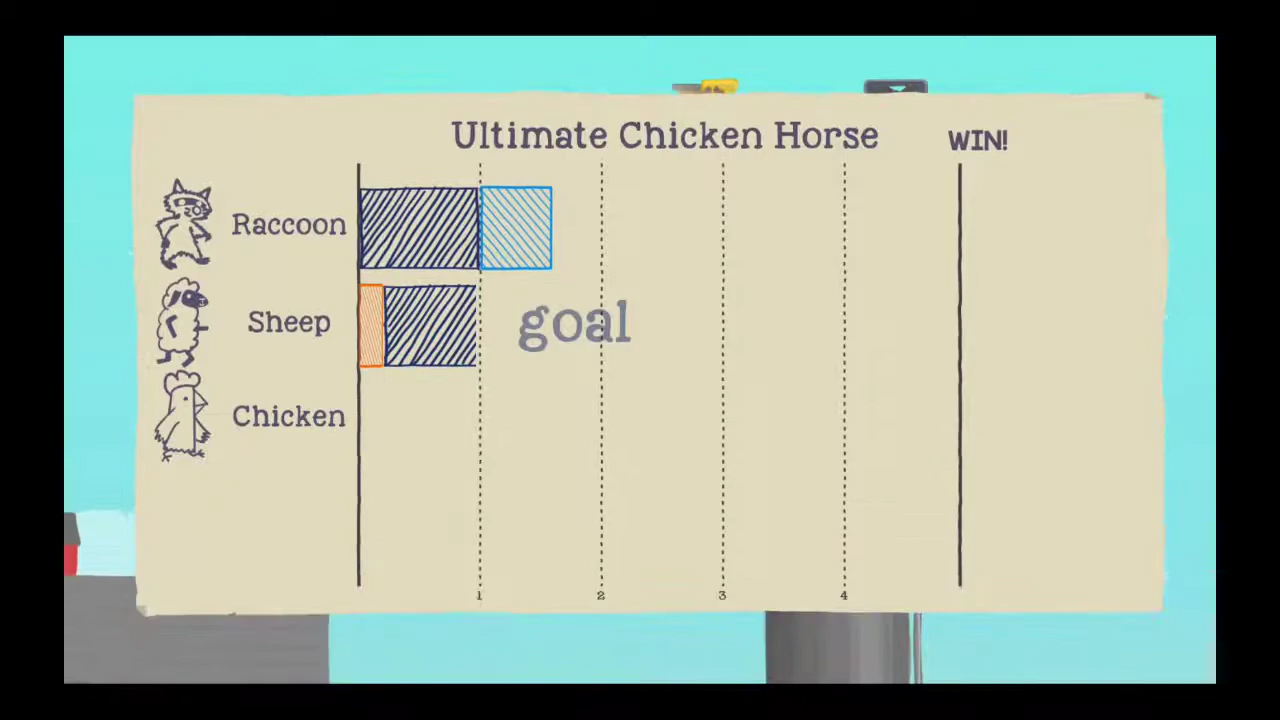 Ultimate Chicken Horse
WIN!
Raccoon
Sheep
goal
Chicken
1 2 3 4